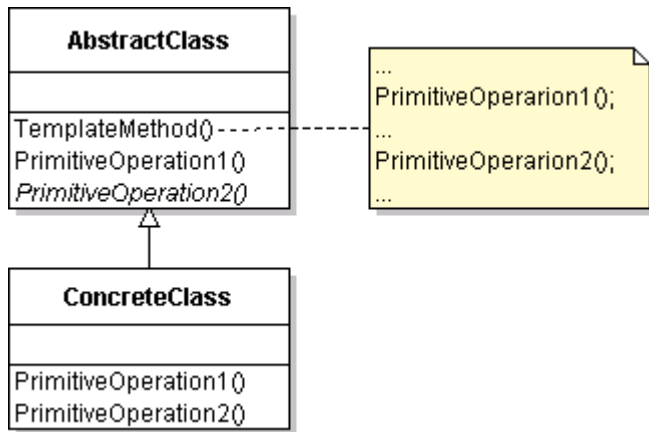 AbstractClass
TemplateMethod()
PrimitiveOperation1()
PrimitiveOperation2()
...
PrimitiveOperarion1();
...
PrimitiveOperarion2();
...
ConcreteClass
PrimitiveOperation1()
PrimitiveOperation2()